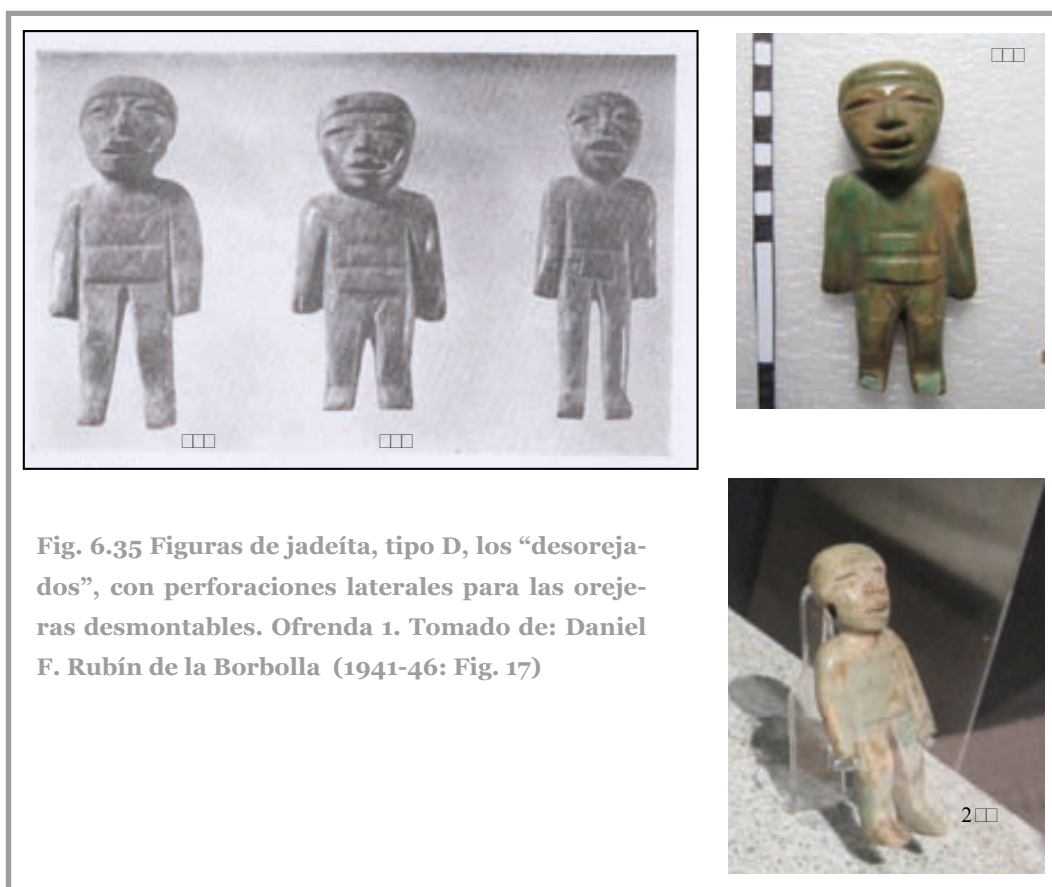 Fig. 6.35 Figuras de jadeíta, tipo D, los “desoreja-
dos”, con perforaciones laterales para las oreje-
ras desmontables. Ofrenda 1. Tomado de: Daniel
F. Rubín de la Borbolla (1941-46: Fig. 17)
2